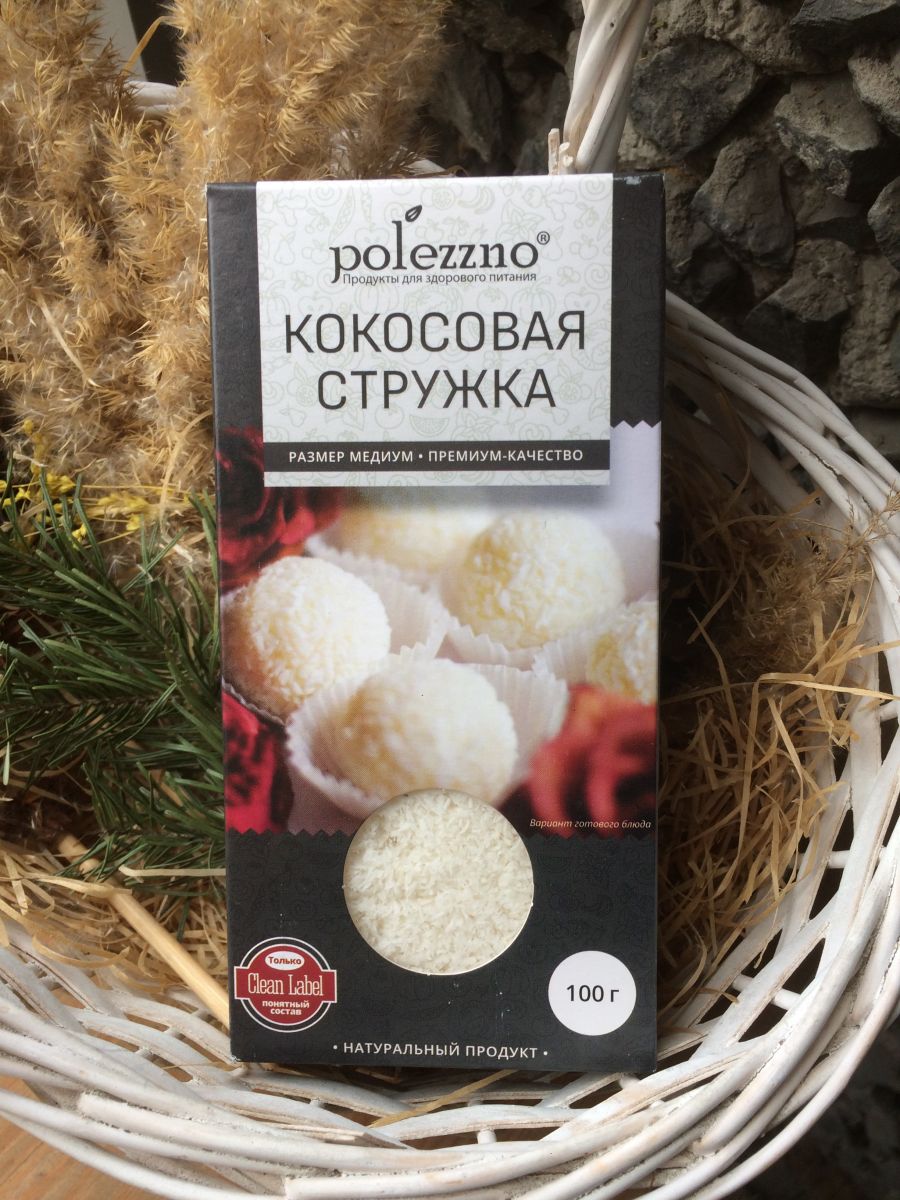 polezzno®
Продукты для здорового питания
КОКОСОВАЯ
СТРУЖКА
РАЗМЕР МЕДИУМ • ПРЕМИУМ-КАЧЕСТВО
Вариант готового блюда
Только
Clean Label
понятный
состав
100 г
• НАТУРАЛЬНЫЙ ПРОДУКТ •